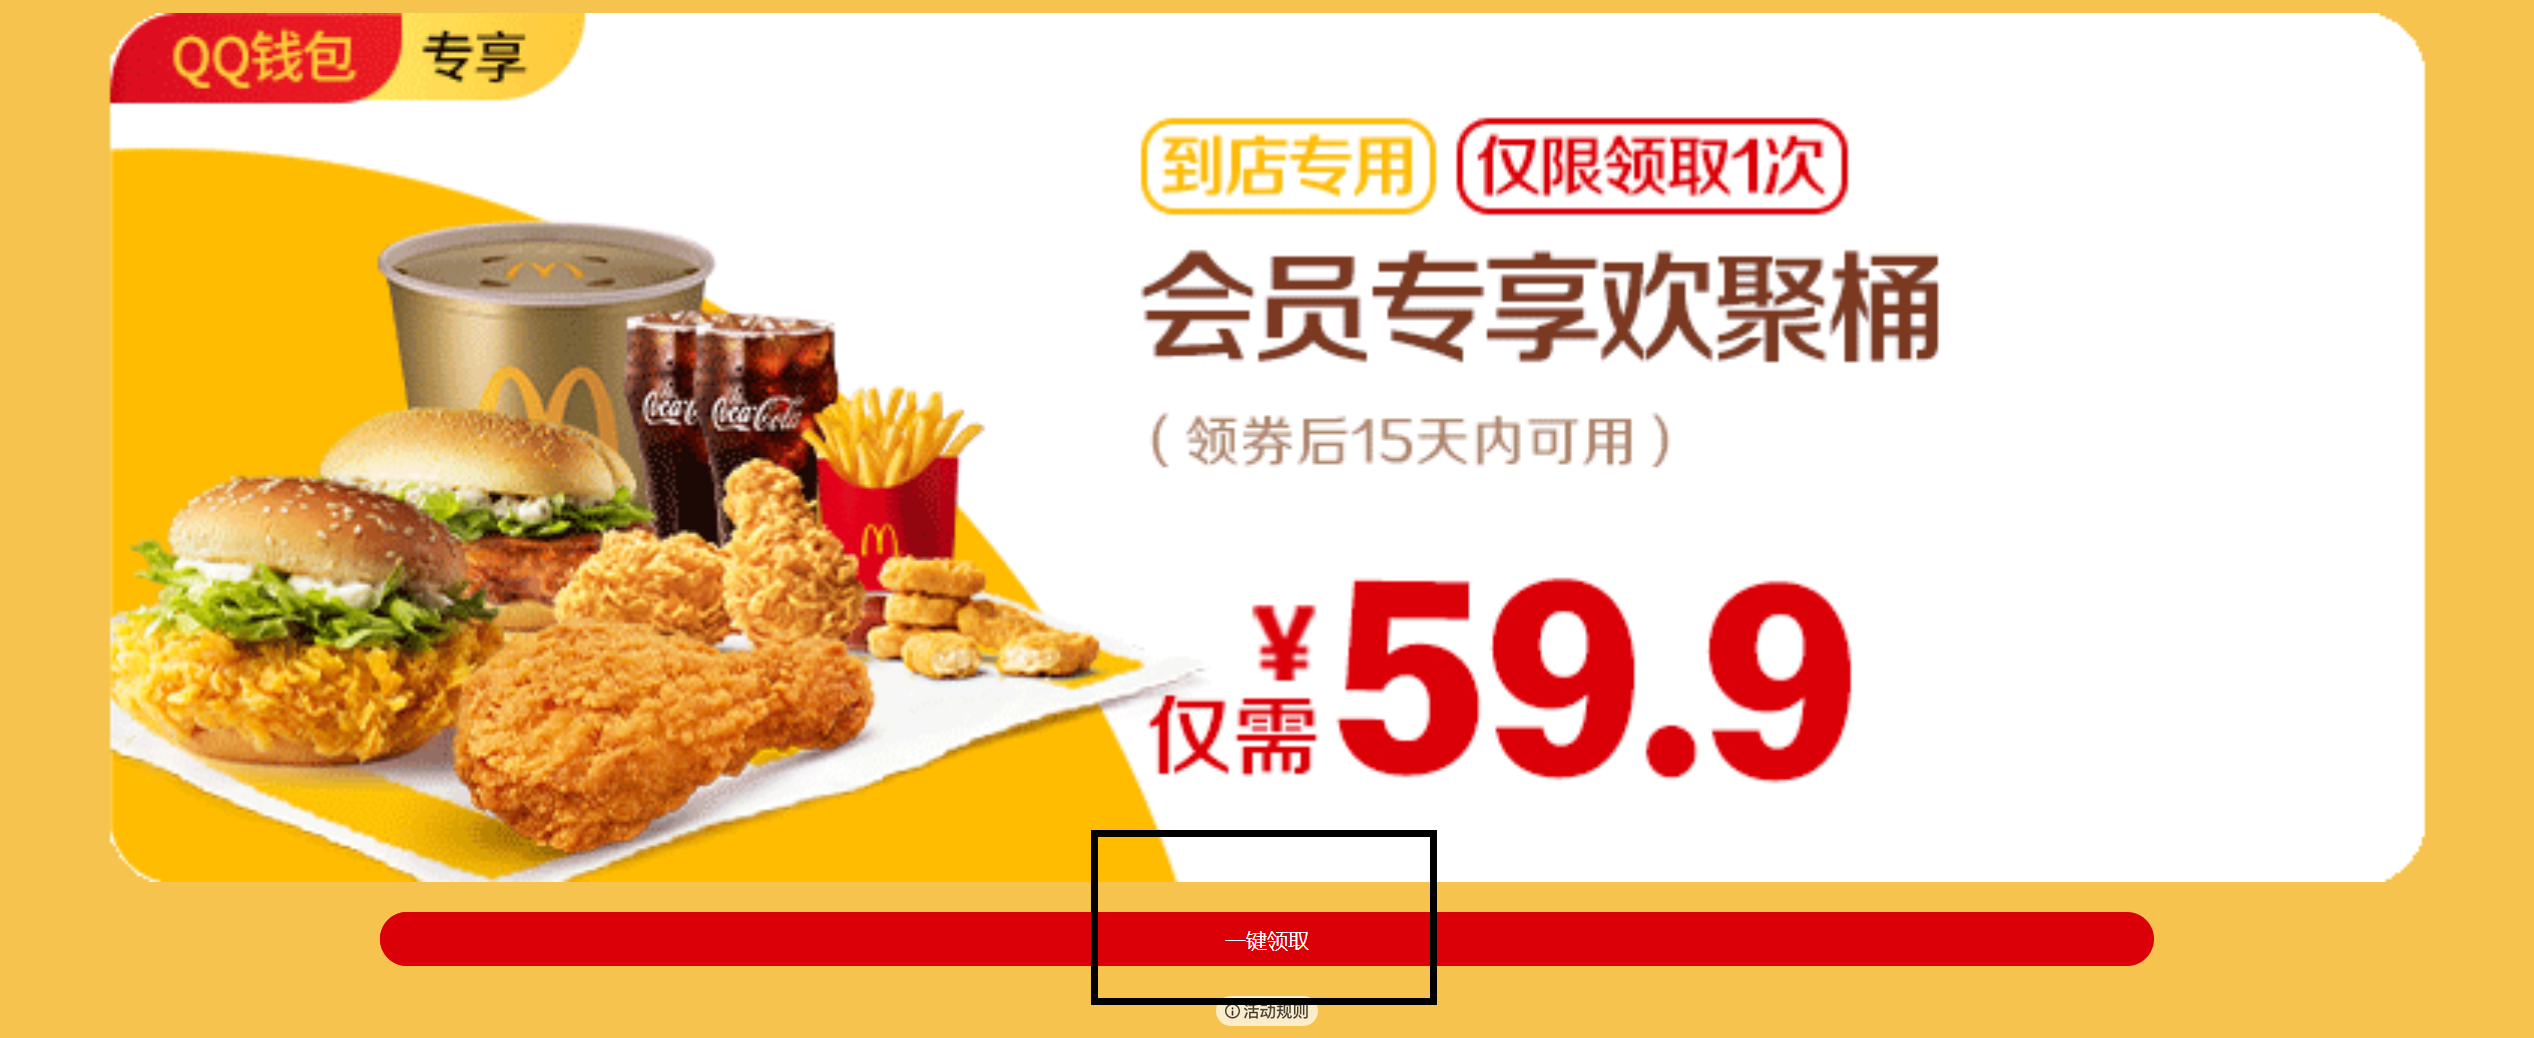 QQ钱包 专享
到店专用 仅限领取1次
会员专享欢聚桶
（领券后15天内可用）
¥
仅需 59.9
Coca-Cola
一键领取
活动规则